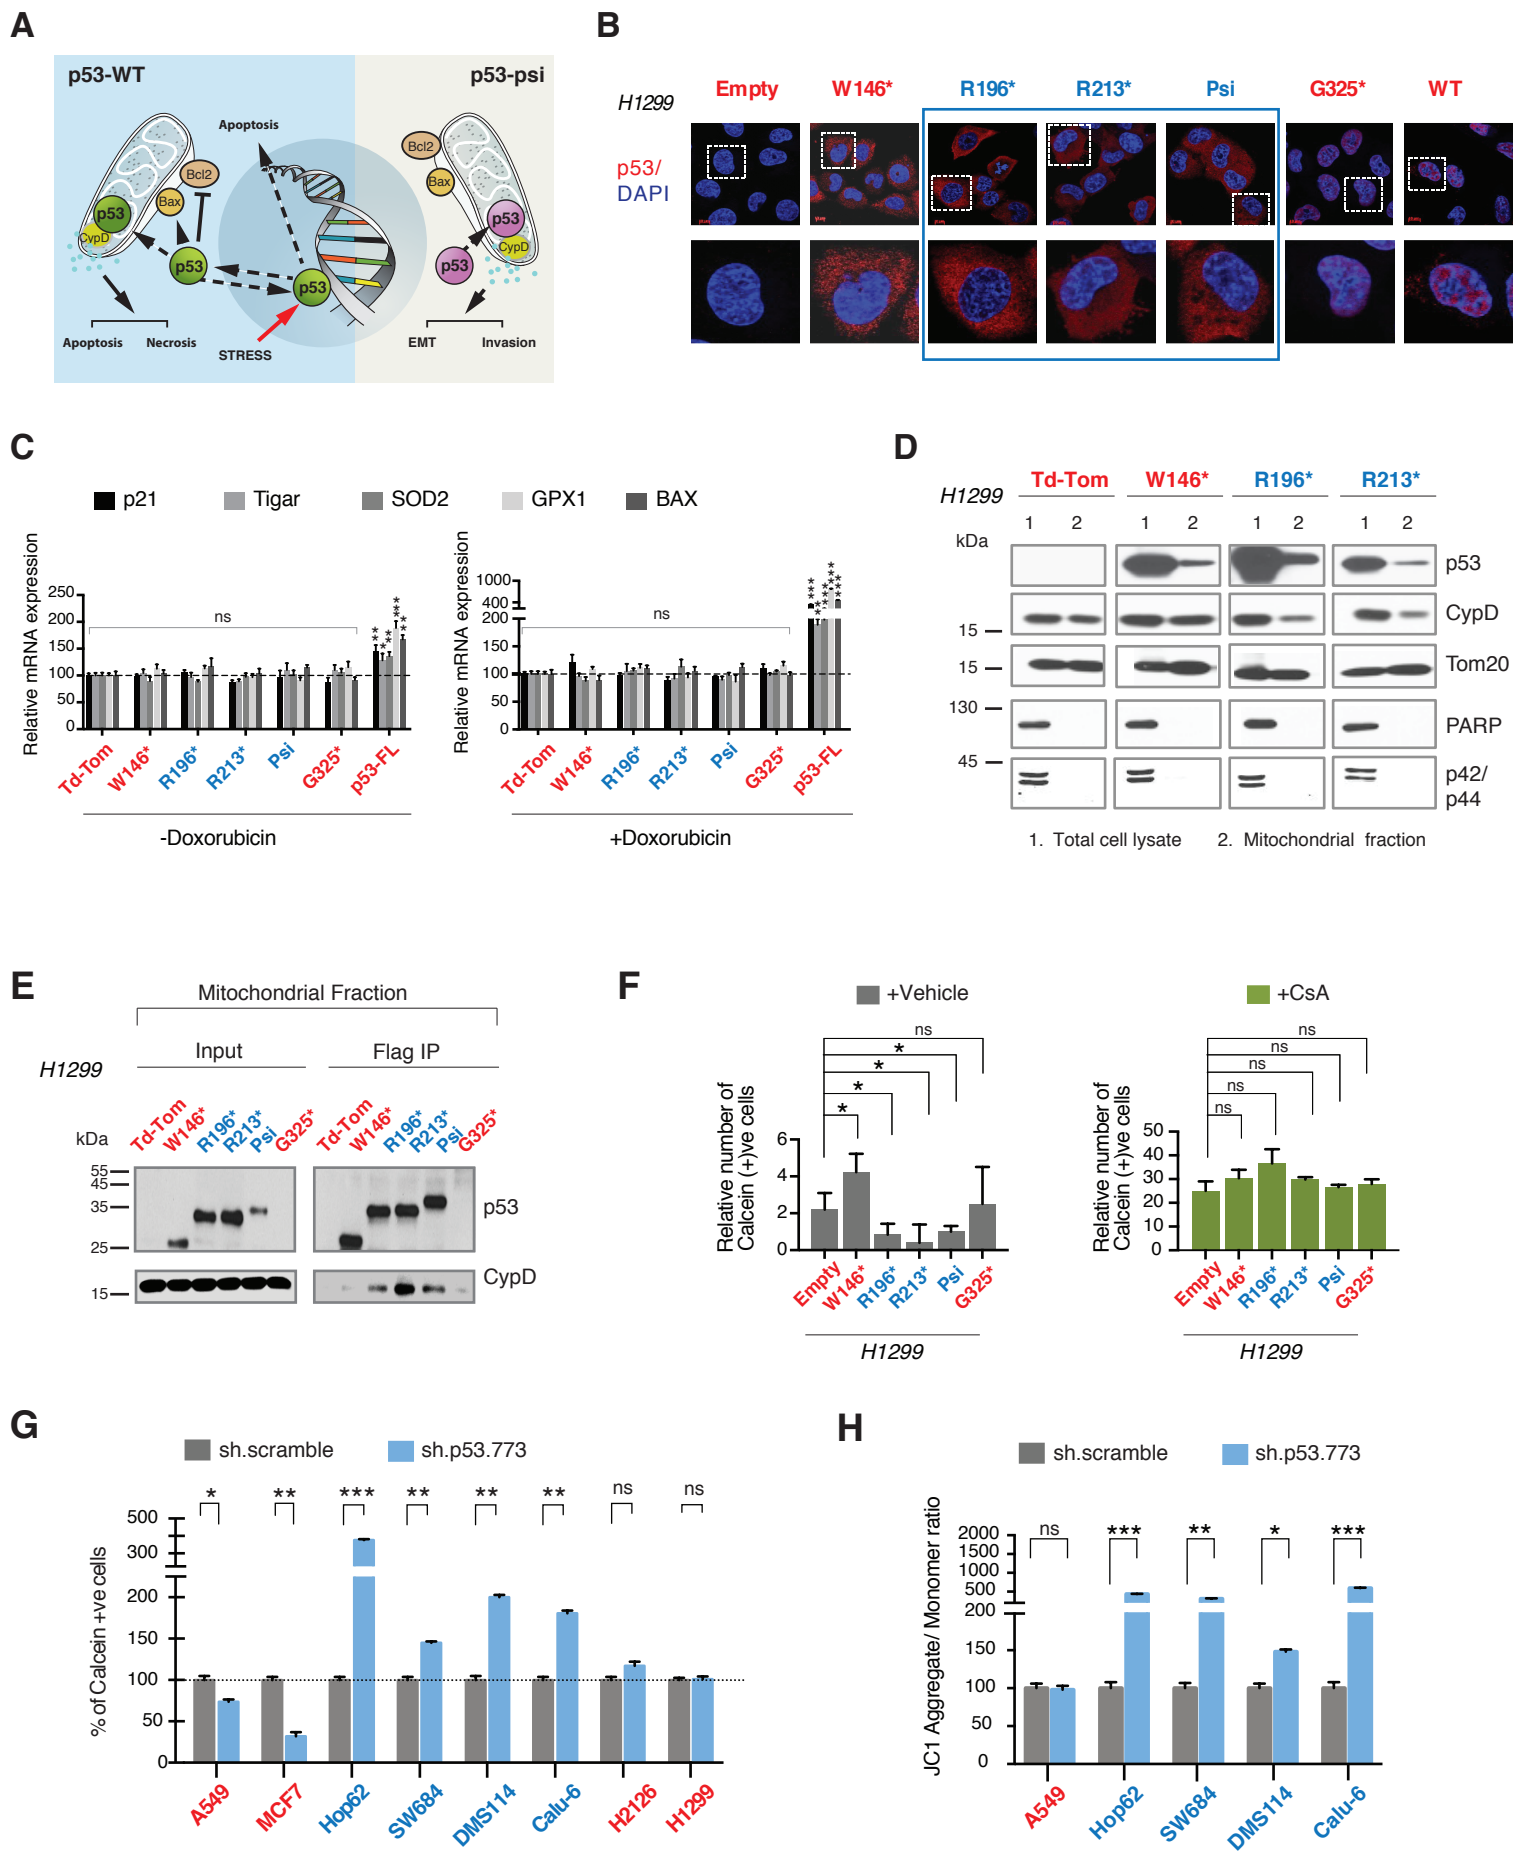 A
p53-WT
p53-psi
Apoptosis
Bcl2
Bax
p53
CypD
p53
p53
STRESS
Apoptosis
Necrosis
Bcl2
Bax
p53
CypD
p53
EMT
Invasion
B
H1299
Empty
W146*
R196*
R213*
Psi
G325*
WT
p53/
DAPI
C
p21
Tigar
SOD2
GPX1
BAX
Relative mRNA expression
250
200
150
100
50
0
ns
**
*
**
***
**
Td-Tom
W146*
R196*
R213*
Psi
G325*
p53-FL
-Doxorubicin
Relative mRNA expression
1000
400
200
150
100
50
0
ns
Td-Tom
W146*
R196*
R213*
Psi
G325*
p53-FL
+Doxorubicin
D
H1299
Td-Tom
W146*
R196*
R213*
1 2 1 2 1 2 1 2
kDa
p53
CypD
15
Tom20
15
130
PARP
45
p42/
p44
1. Total cell lysate 2. Mitochondrial fraction
E
Mitochondrial Fraction
Input
Flag IP
H1299
kDa
Td-Tom
W146*
R196*
R213*
Psi
G325*
Td-Tom
W146*
R196*
R213*
Psi
G325*
55
45
35
25
p53
CypD
15
F
+Vehicle
ns
*
*
*
*
Relative number of
Calcein (+)ve cells
6
4
2
0
Empty
W146*
R196*
R213*
Psi
G325*
H1299
+CsA
ns
ns
ns
ns
ns
Relative number of
Calcein (+)ve cells
50
40
30
20
10
0
Empty
W146*
R196*
R213*
Psi
G325*
H1299
G
sh.scramble
sh.p53.773
* ** *** ** ** ** ns ns
% of Calcein +ve cells
500
300
200
150
100
50
0
A549
MCF7
Hop62
SW684
DMS114
Calu-6
H2126
H1299
H
sh.scramble
sh.p53.773
ns *** ** * ***
JC1 Aggregate/ Monomer ratio
2000
1500
1000
500
200
150
100
50
0
A549
Hop62
SW684
DMS114
Calu-6